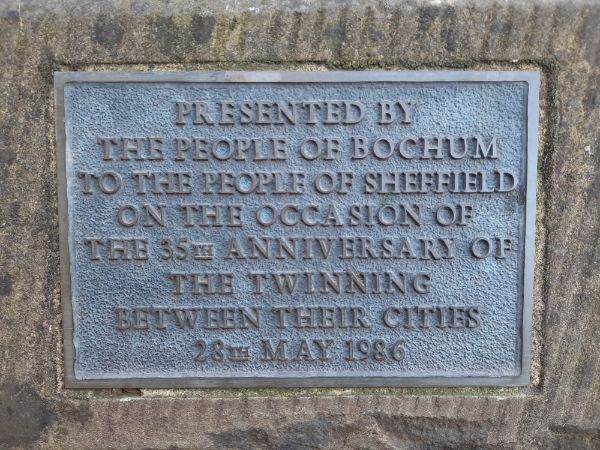 PRESENTED BY
THE PEOPLE OF BOCHUM
TO THE PEOPLE OF SHEFFIELD
ON THE OCCASION OF
THE 35TH ANNIVERSARY OF
THE TWINNING
BETWEEN THEIR CITIES
28TH MAY 1986